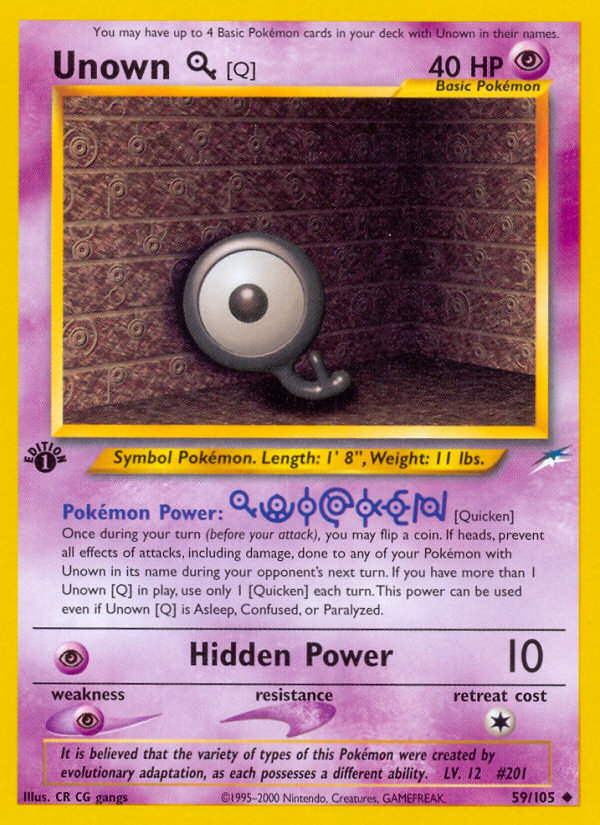 You may have up to 4 Basic Pokémon cards in your deck with Unown in their names.
Unown [Q] 40 HP
Basic Pokémon
EDITION 1
Symbol Pokémon. Length: 1' 8", Weight: 11 lbs.
Pokémon Power: [Quicken]
Once during your turn (before your attack), you may flip a coin. If heads, prevent
all effects of attacks, including damage, done to any of your Pokémon with
Unown in its name during your opponent's next turn. If you have more than 1
Unown [Q] in play, use only 1 [Quicken] each turn. This power can be used
even if Unown [Q] is Asleep, Confused, or Paralyzed.
Hidden Power 10
weakness resistance retreat cost
It is believed that the variety of types of this Pokémon were created by
evolutionary adaptation, as each possesses a different ability. LV. 12 #201
Illus. CR CG gangs ©1995-2000 Nintendo, Creatures, GAMEFREAK. 59/105